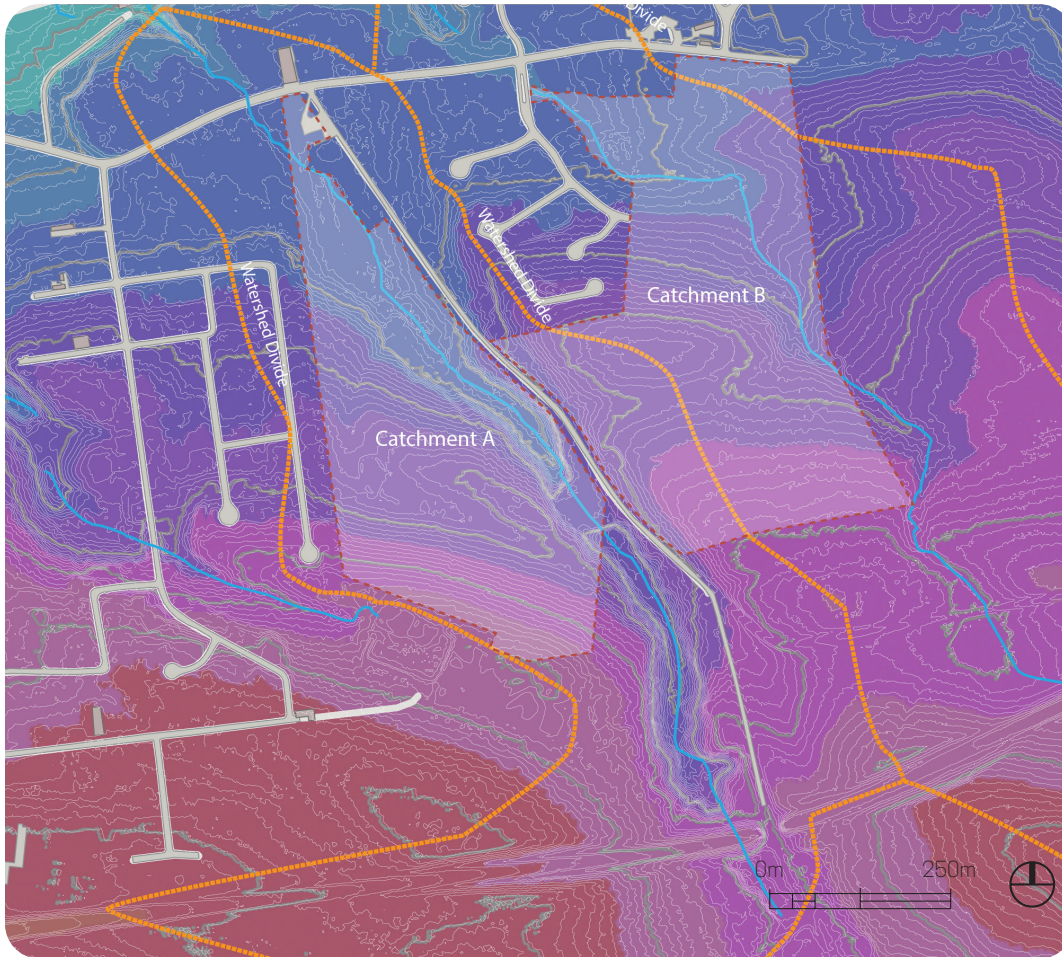 Divide
Watershed Divide
Watershed Divide
Catchment B
Catchment A
0m
250m